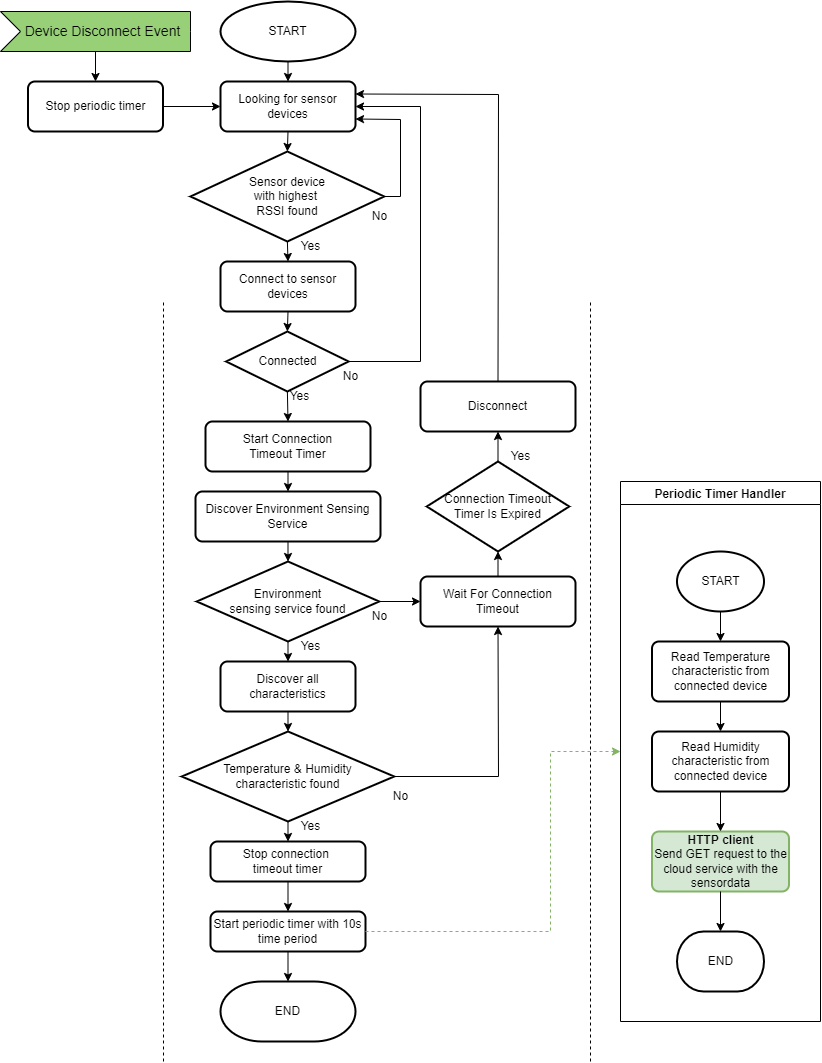 Device Disconnect Event
START
Stop periodic timer
Looking for sensor
devices
Sensor device
with highest
RSSI found
No
Yes
Connect to sensor
devices
Connected
No
Yes
Start Connection
Timeout Timer
Discover Environment Sensing
Service
Environment
sensing service found
No
Yes
Discover all
characteristics
Temperature & Humidity
characteristic found
No
Yes
Stop connection
timeout timer
Start periodic timer with 10s
time period
END
Disconnect
Yes
Connection Timeout
Timer Is Expired
Wait For Connection
Timeout
Periodic Timer Handler
START
Read Temperature
characteristic from
connected device
Read Humidity
characteristic from
connected device
HTTP client
Send GET request to the
cloud service with the
sensordata
END